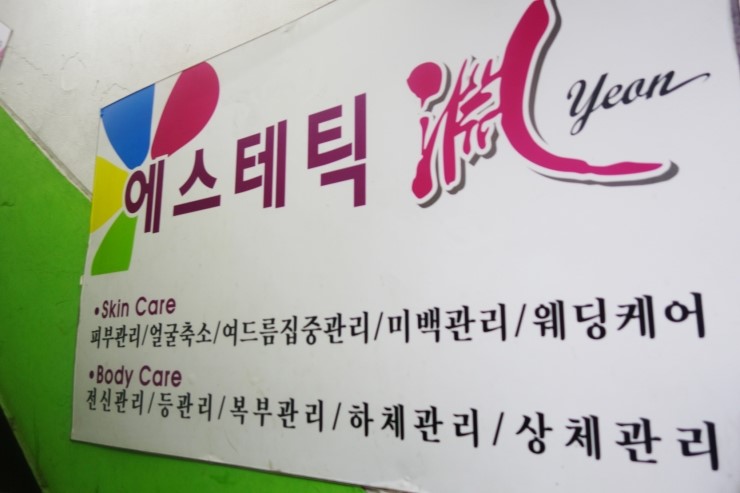 에스테틱 Yeon
•Skin Care
피부관리/얼굴축소/여드름집중관리/미백관리/웨딩케어
•Body Care
전신관리/등관리/복부관리/하체관리/상체관리